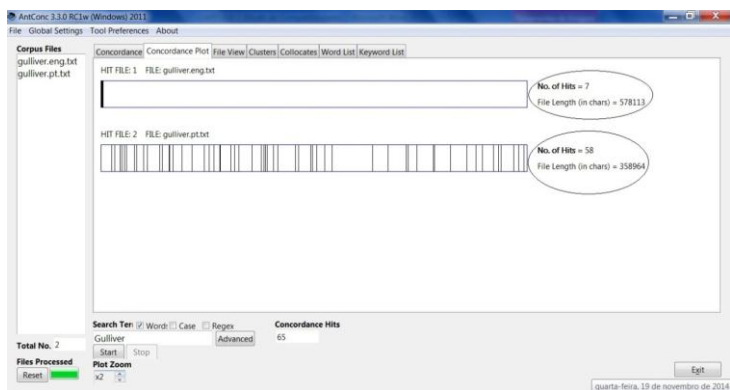 AntConc 3.3.0 RC1w (Windows) 2011
File Global Settings Tool Preferences About
Corpus Files
gulliver.eng.txt
gulliver.pt.txt
Concordance Concordance Plot File View Clusters Collocates Word List Keyword List
HIT FILE: 1 FILE: gulliver.eng.txt
No. of Hits = 7
File Length (in chars) = 578113
HIT FILE: 2 FILE: gulliver.pt.txt
No. of Hits = 58
File Length (in chars) = 358964
Search Ter Words Case Regex Concordance Hits
Gulliver Advanced 65
Total No. 2
Start Stop
Files Processed
Plot Zoom
Reset x2
Exit
quarta-feira, 19 de novembro de 2014